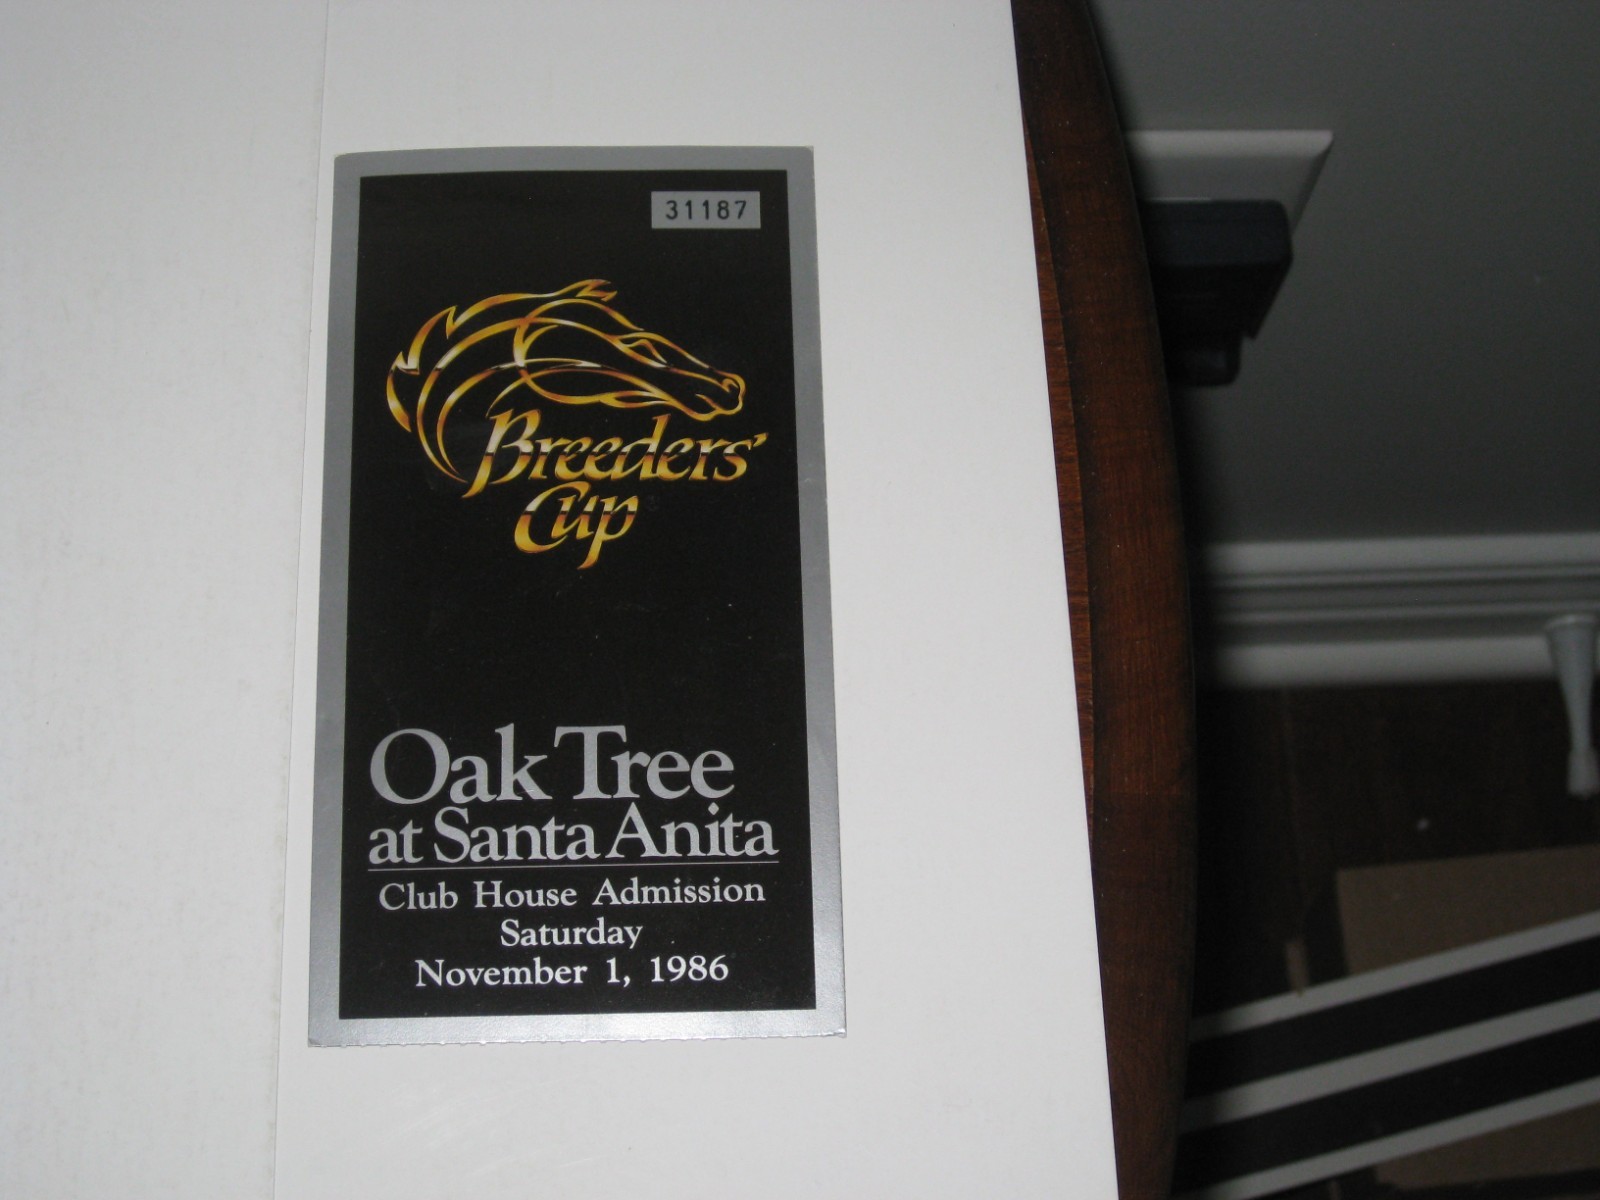 31187
Breeders'
Cup
Oak Tree
at Santa Anita
Club House Admission
Saturday
November 1, 1986